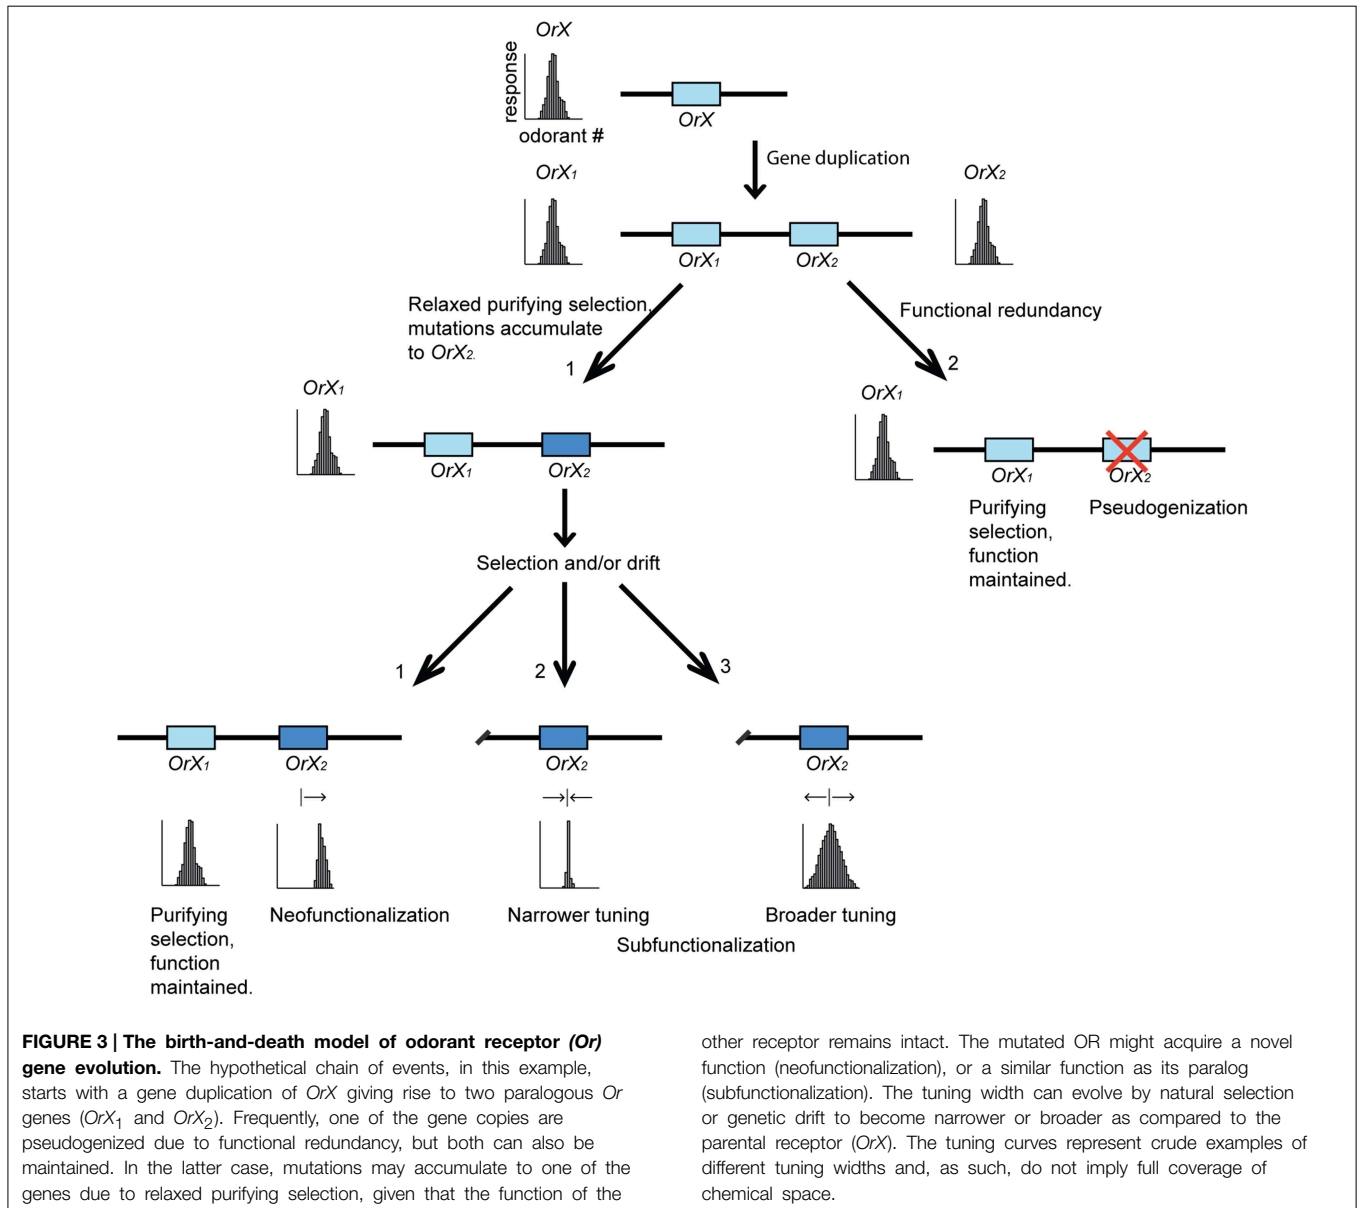 OrX
response
odorant #
OrX
Gene duplication
OrX1
OrX2
OrX1
OrX2
Relaxed purifying selection,
mutations accumulate
to OrX2.
Functional redundancy
1
2
OrX1
OrX1
OrX2
OrX1
OrX1
OrX2
Purifying
selection,
function
maintained.
Pseudogenization
Selection and/or drift
1
2
3
OrX1
OrX2
OrX2
OrX2
Purifying
selection,
function
maintained.
Neofunctionalization
Narrower tuning
Broader tuning
Subfunctionalization
FIGURE 3 | The birth-and-death model of odorant receptor (Or)
gene evolution. The hypothetical chain of events, in this example,
starts with a gene duplication of OrX giving rise to two paralogous Or
genes (OrX1 and OrX2). Frequently, one of the gene copies are
pseudogenized due to functional redundancy, but both can also be
maintained. In the latter case, mutations may accumulate to one of the
genes due to relaxed purifying selection, given that the function of the
other receptor remains intact. The mutated OR might acquire a novel
function (neofunctionalization), or a similar function as its paralog
(subfunctionalization). The tuning width can evolve by natural selection
or genetic drift to become narrower or broader as compared to the
parental receptor (OrX). The tuning curves represent crude examples of
different tuning widths and, as such, do not imply full coverage of
chemical space.